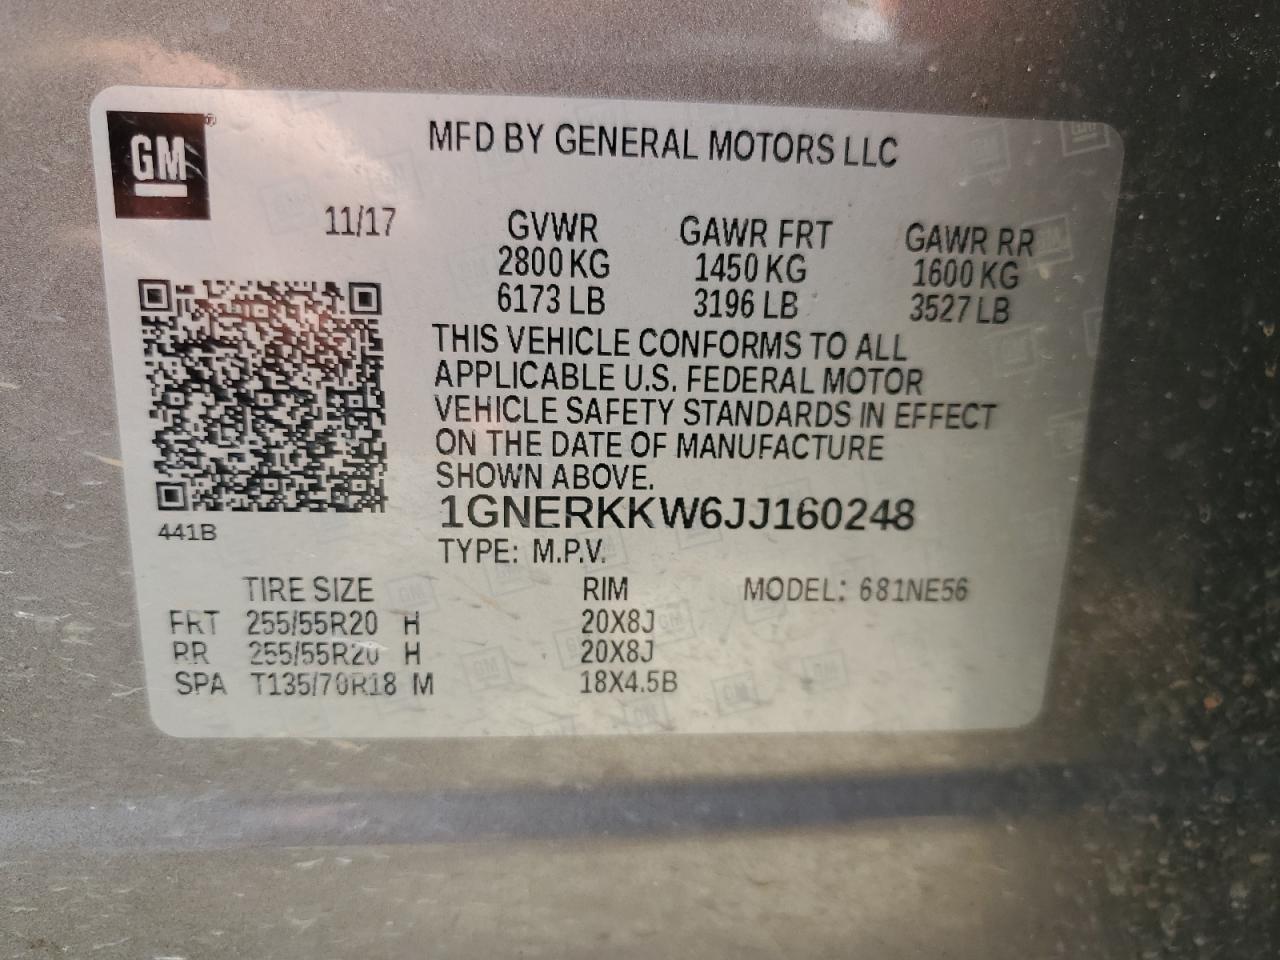 GM®
MFD BY GENERAL MOTORS LLC
11/17
GVWR GAWR FRT GAWR RR
2800 KG 1450 KG 1600 KG
6173 LB 3196 LB 3527 LB
THIS VEHICLE CONFORMS TO ALL
APPLICABLE U.S. FEDERAL MOTOR
VEHICLE SAFETY STANDARDS IN EFFECT
ON THE DATE OF MANUFACTURE
SHOWN ABOVE.
1GNERKKW6JJ160248
441B
TYPE: M.P.V.
TIRE SIZE RIM MODEL: 681NE56
FRT 255/55R20 H 20X8J
RR 255/55R20 H 20X8J
SPA T135/70R18 M 18X4.5B